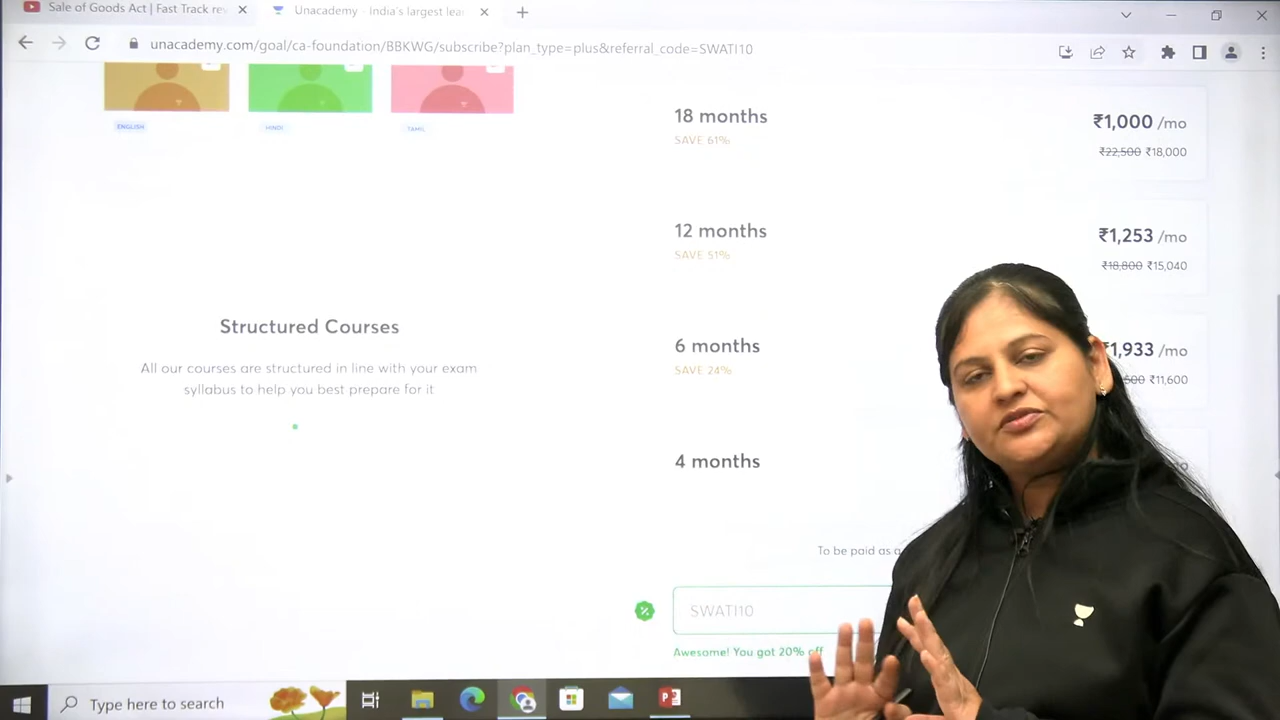 Sale of Goods Act | Fast Track re
Unacademy - India's largest lea
unacademy.com/goal/ca-foundation/BBKWG/subscribe?plan_type=plus&referral_code=SWATI10
ENGLISH
HINDI
TAMIL
18 months
SAVE 61%
₹1,000 /mo
₹22,500 ₹18,000
12 months
SAVE 51%
₹1,253 /mo
₹18,800 ₹15,040
Structured Courses
All our courses are structured in line with your exam
syllabus to help you best prepare for it
6 months
SAVE 24%
₹1,933 /mo
500 ₹11,600
4 months
To be paid as a
SWATI10
Awesome! You got 20% off
Type here to search